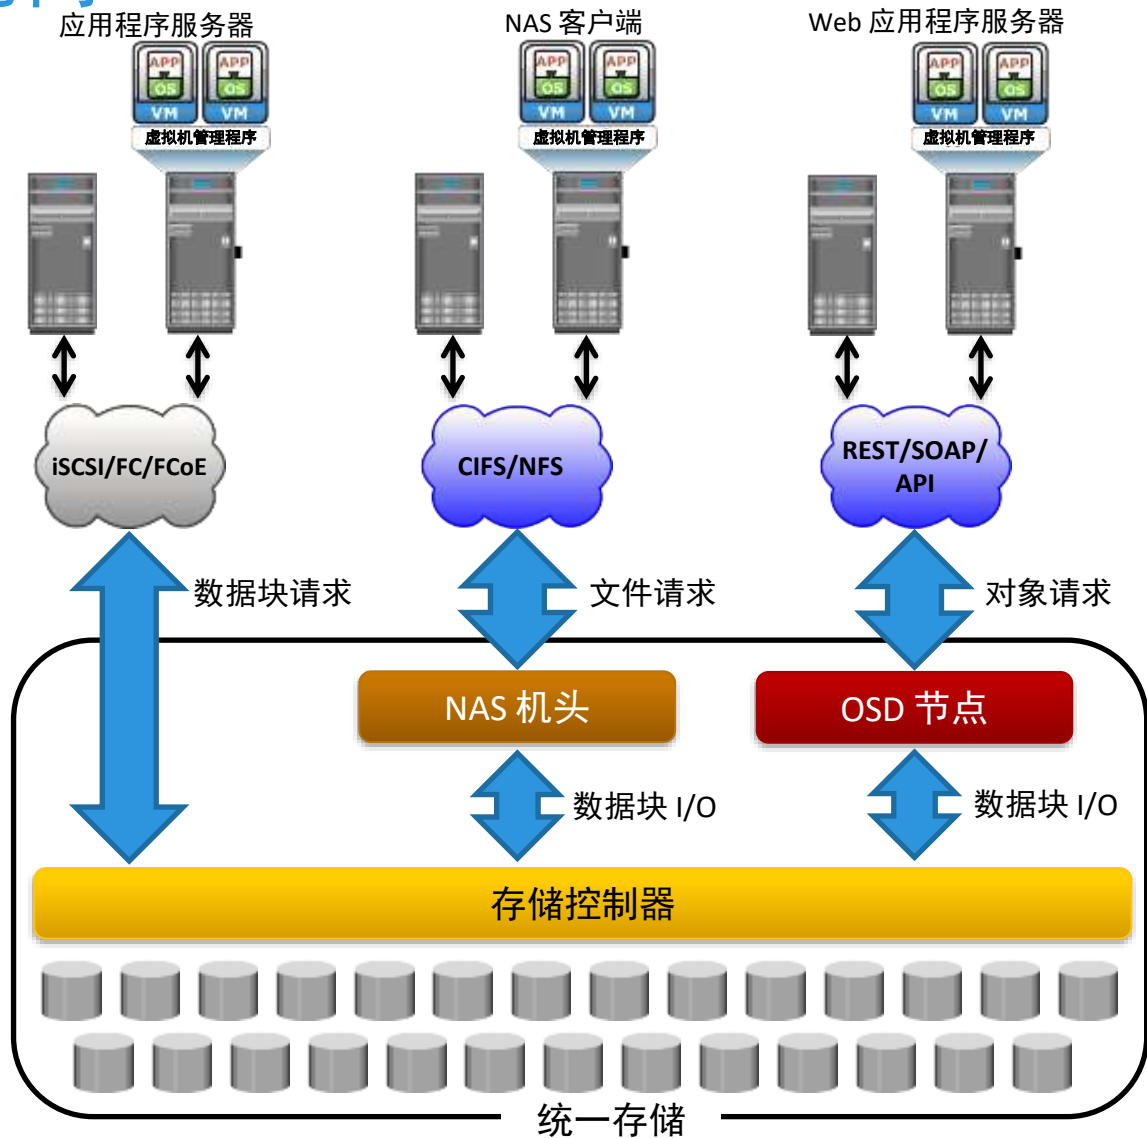 应用程序服务器
NAS 客户端
Web 应用程序服务器
APP APP
OS OS
VM VM
虚拟机管理程序
APP APP
OS OS
VM VM
虚拟机管理程序
APP APP
OS OS
VM VM
虚拟机管理程序
iSCSI/FC/FCoE
CIFS/NFS
REST/SOAP/
API
数据块请求
文件请求
对象请求
NAS 机头
OSD 节点
数据块 I/O
数据块 I/O
存储控制器
统一存储